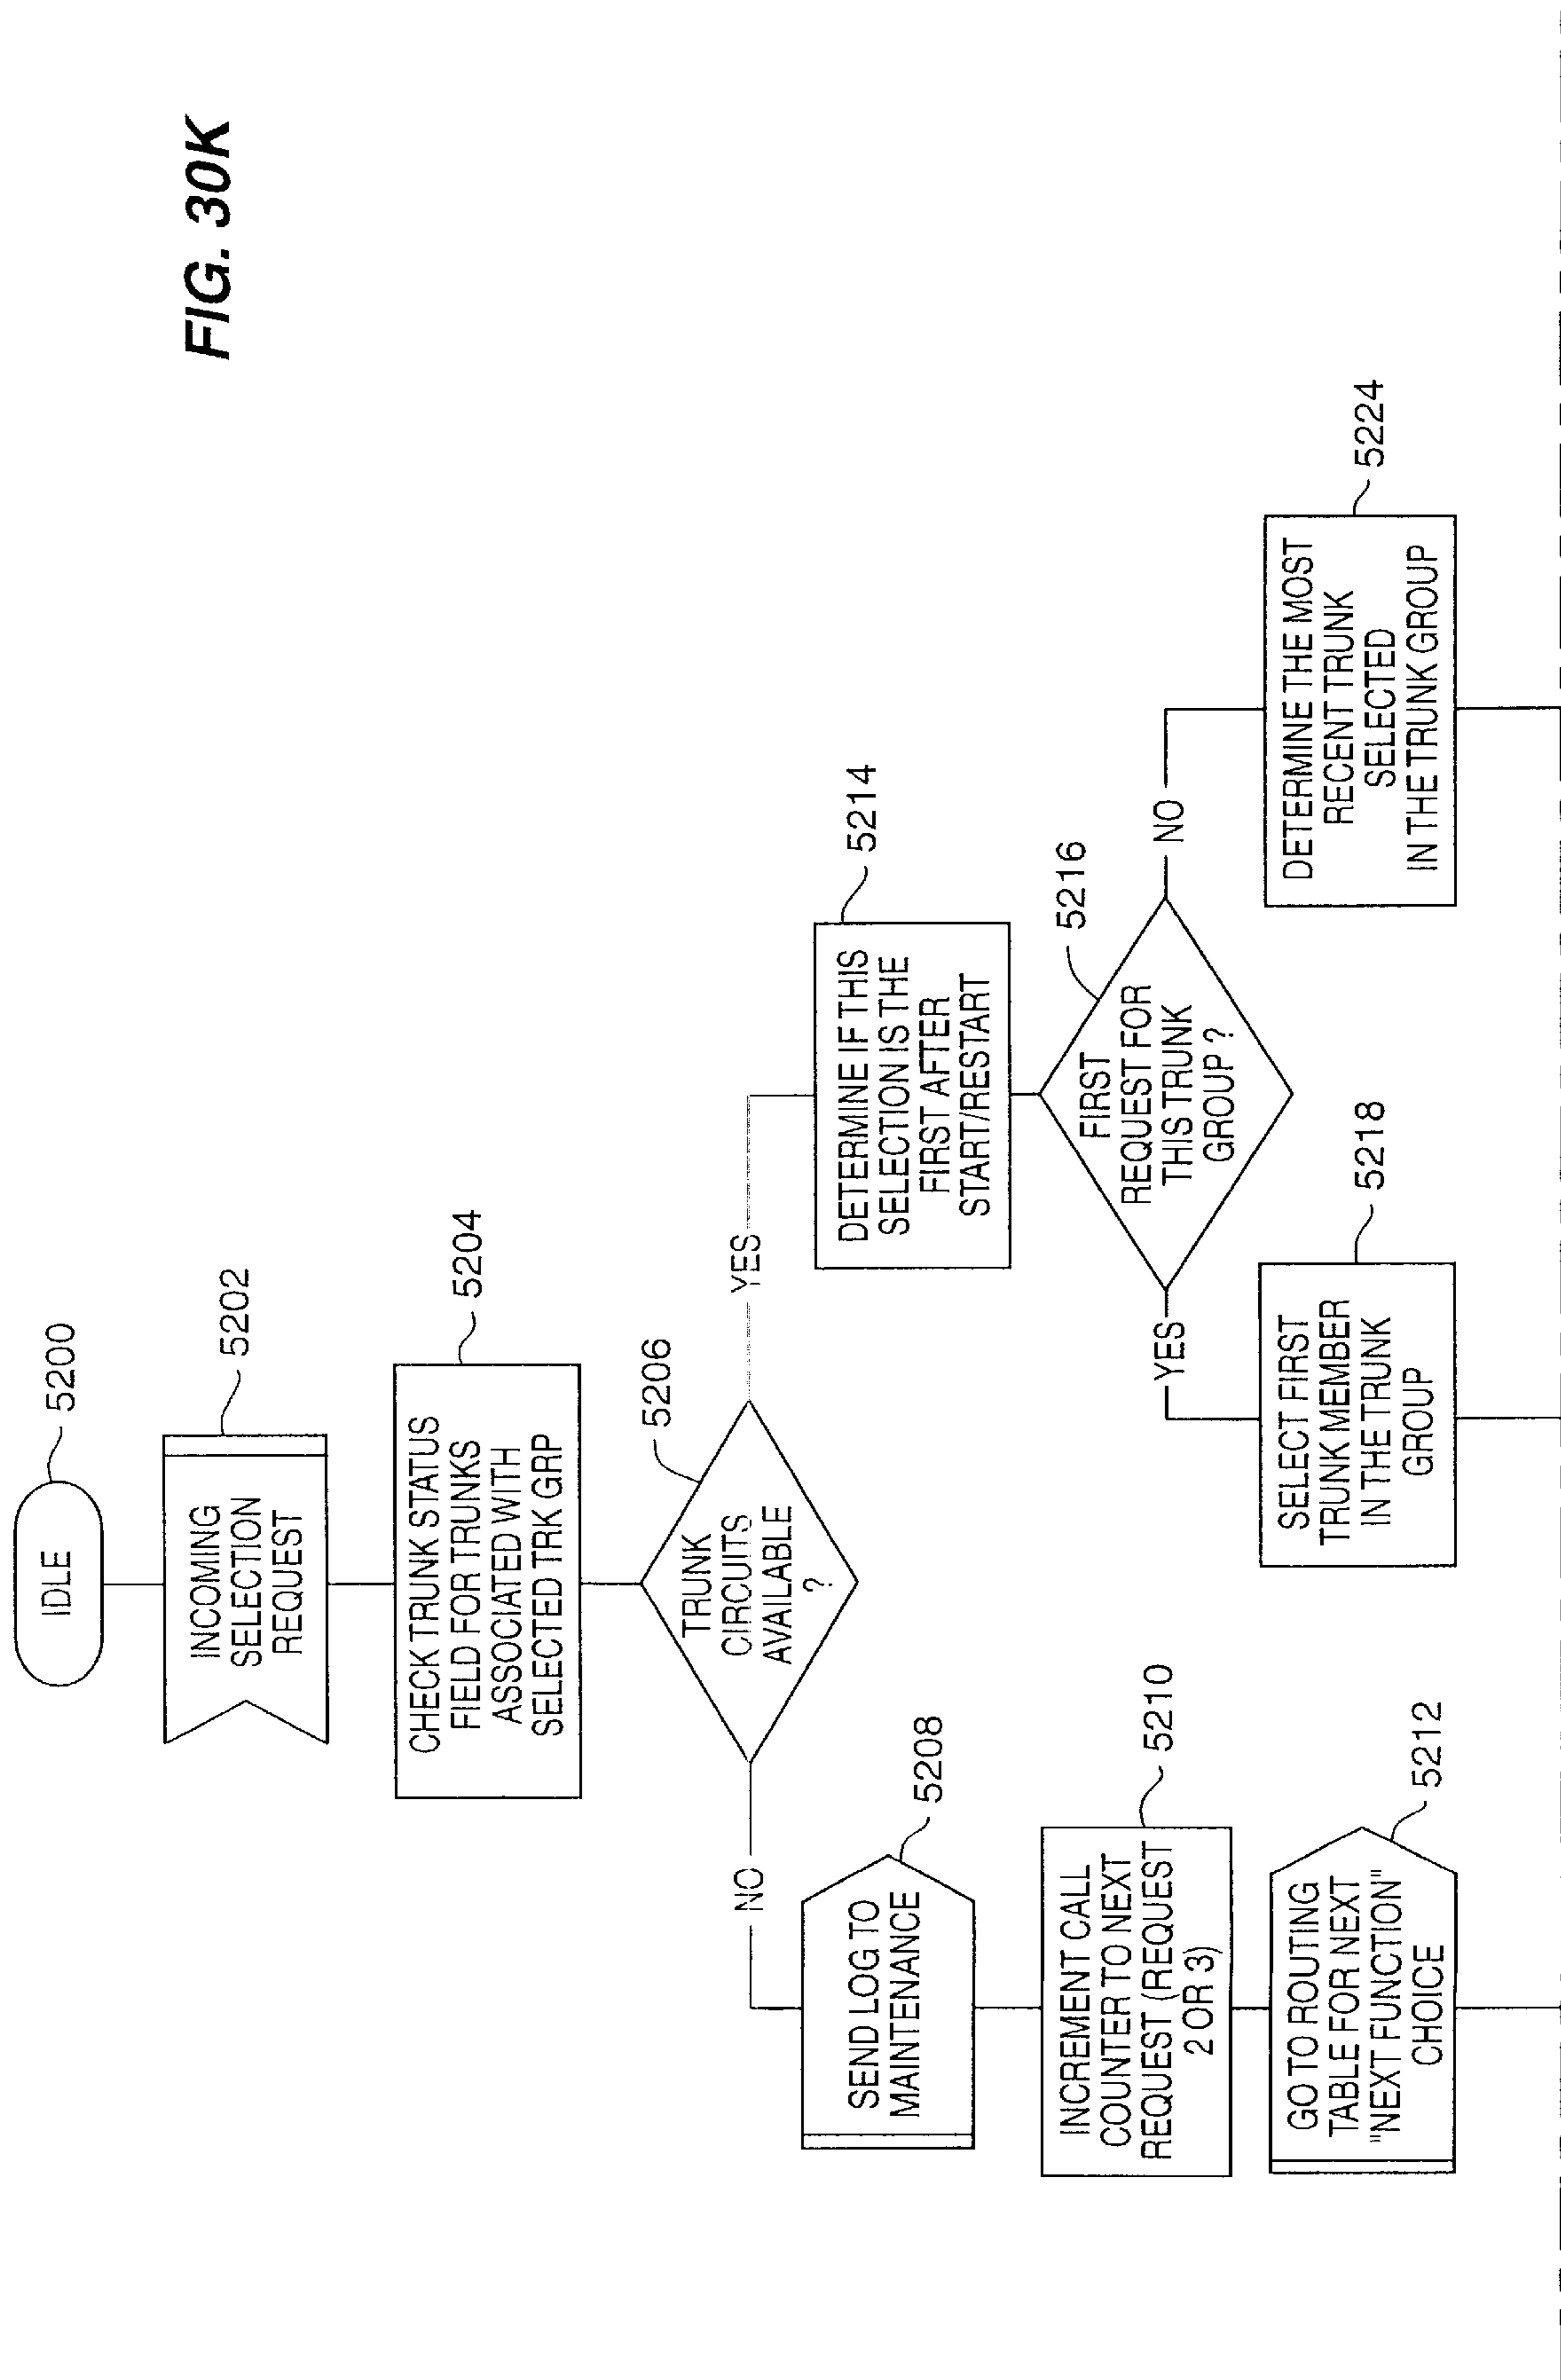 FIG. 30K
IDLE
5200
INCOMING
SELECTION
REQUEST
5202
CHECK TRUNK STATUS
FIELD FOR TRUNKS
ASSOCIATED WITH
SELECTED TRK GRP
5204
TRUNK
CIRCUITS
AVAILABLE
?
5206
NO
YES
SEND LOG TO
MAINTENANCE
5208
INCREMENT CALL
COUNTER TO NEXT
REQUEST (REQUEST
2 OR 3)
5210
GO TO ROUTING
TABLE FOR NEXT
"NEXT FUNCTION"
CHOICE
5212
DETERMINE IF THIS
SELECTION IS THE
FIRST AFTER
START/RESTART
5214
FIRST
REQUEST FOR
THIS TRUNK
GROUP ?
5216
YES
NO
SELECT FIRST
TRUNK MEMBER
IN THE TRUNK
GROUP
5218
DETERMINE THE MOST
RECENT TRUNK
SELECTED
IN THE TRUNK GROUP
5224